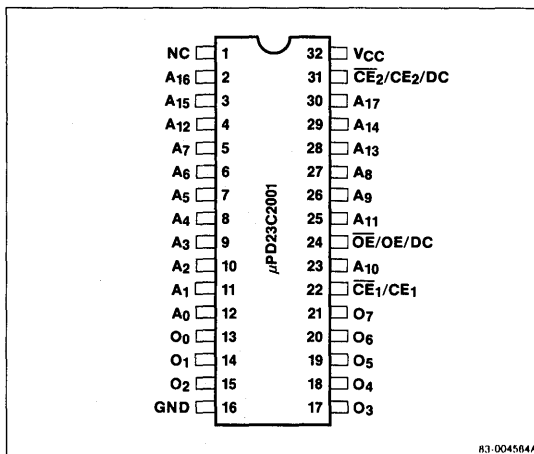 NC 1 32 VCC
A16 2 31 C̅E̅2/CE2/DC
A15 3 30 A17
A12 4 29 A14
A7 5 28 A13
A6 6 27 A8
A5 7 26 A9
A4 8 25 A11
A3 9 24 O̅E̅/OE/DC
A2 10 23 A10
A1 11 22 C̅E̅1/CE1
A0 12 21 O7
O0 13 20 O6
O1 14 19 O5
O2 15 18 O4
GND 16 17 O3
μPD23C2001
83-004564A